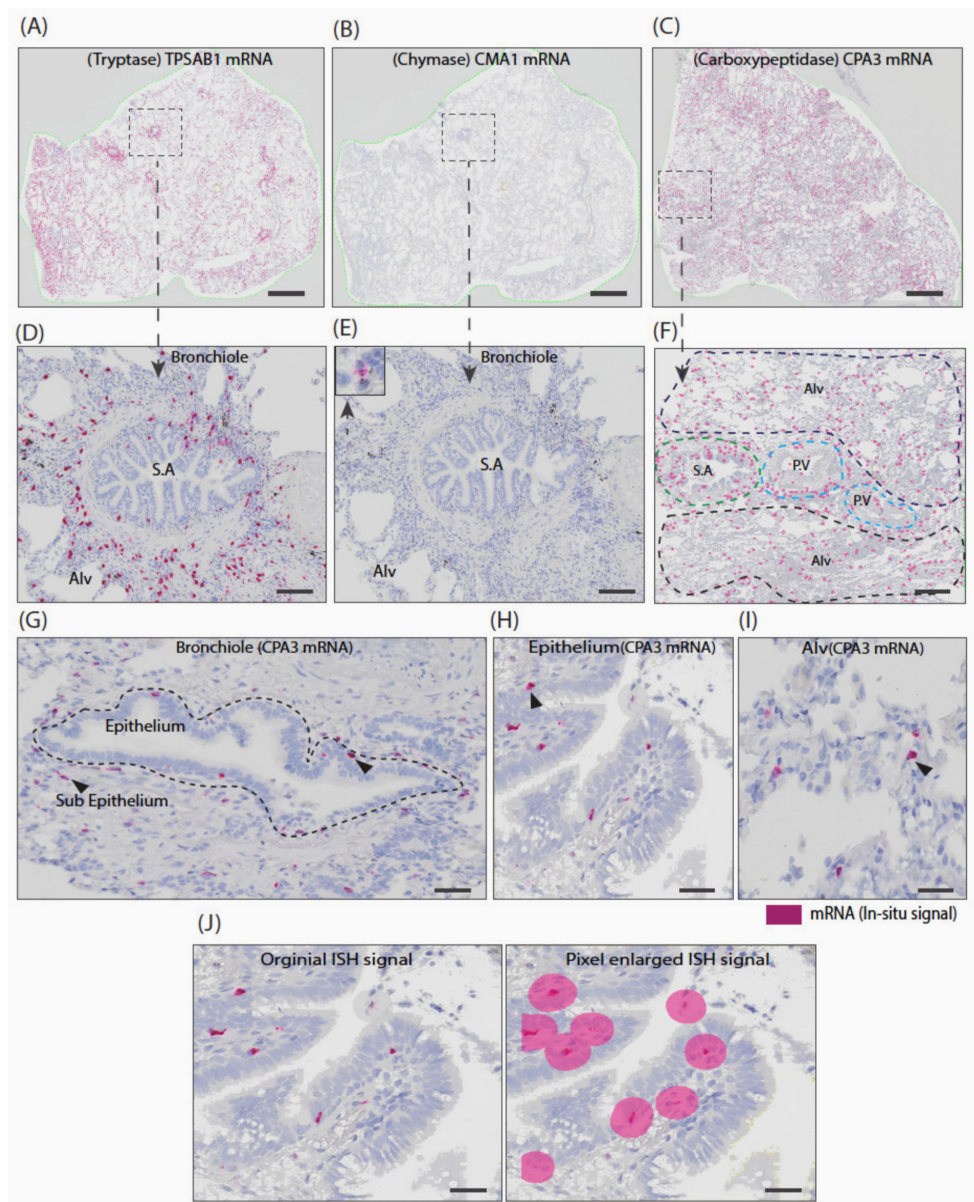 (A)
(B)
(C)
(Tryptase) TPSAB1 mRNA
(Chymase) CMA1 mRNA
(Carboxypeptidase) CPA3 mRNA
(D)
(E)
(F)
Bronchiole
S.A
Alv
Bronchiole
S.A
Alv
Alv
S.A
P.V
P.V
Alv
(G)
(H)
(I)
Bronchiole (CPA3 mRNA)
Epithelium(CPA3 mRNA)
Alv(CPA3 mRNA)
Epithelium
Sub Epithelium
mRNA (In-situ signal)
(J)
Orginial ISH signal
Pixel enlarged ISH signal